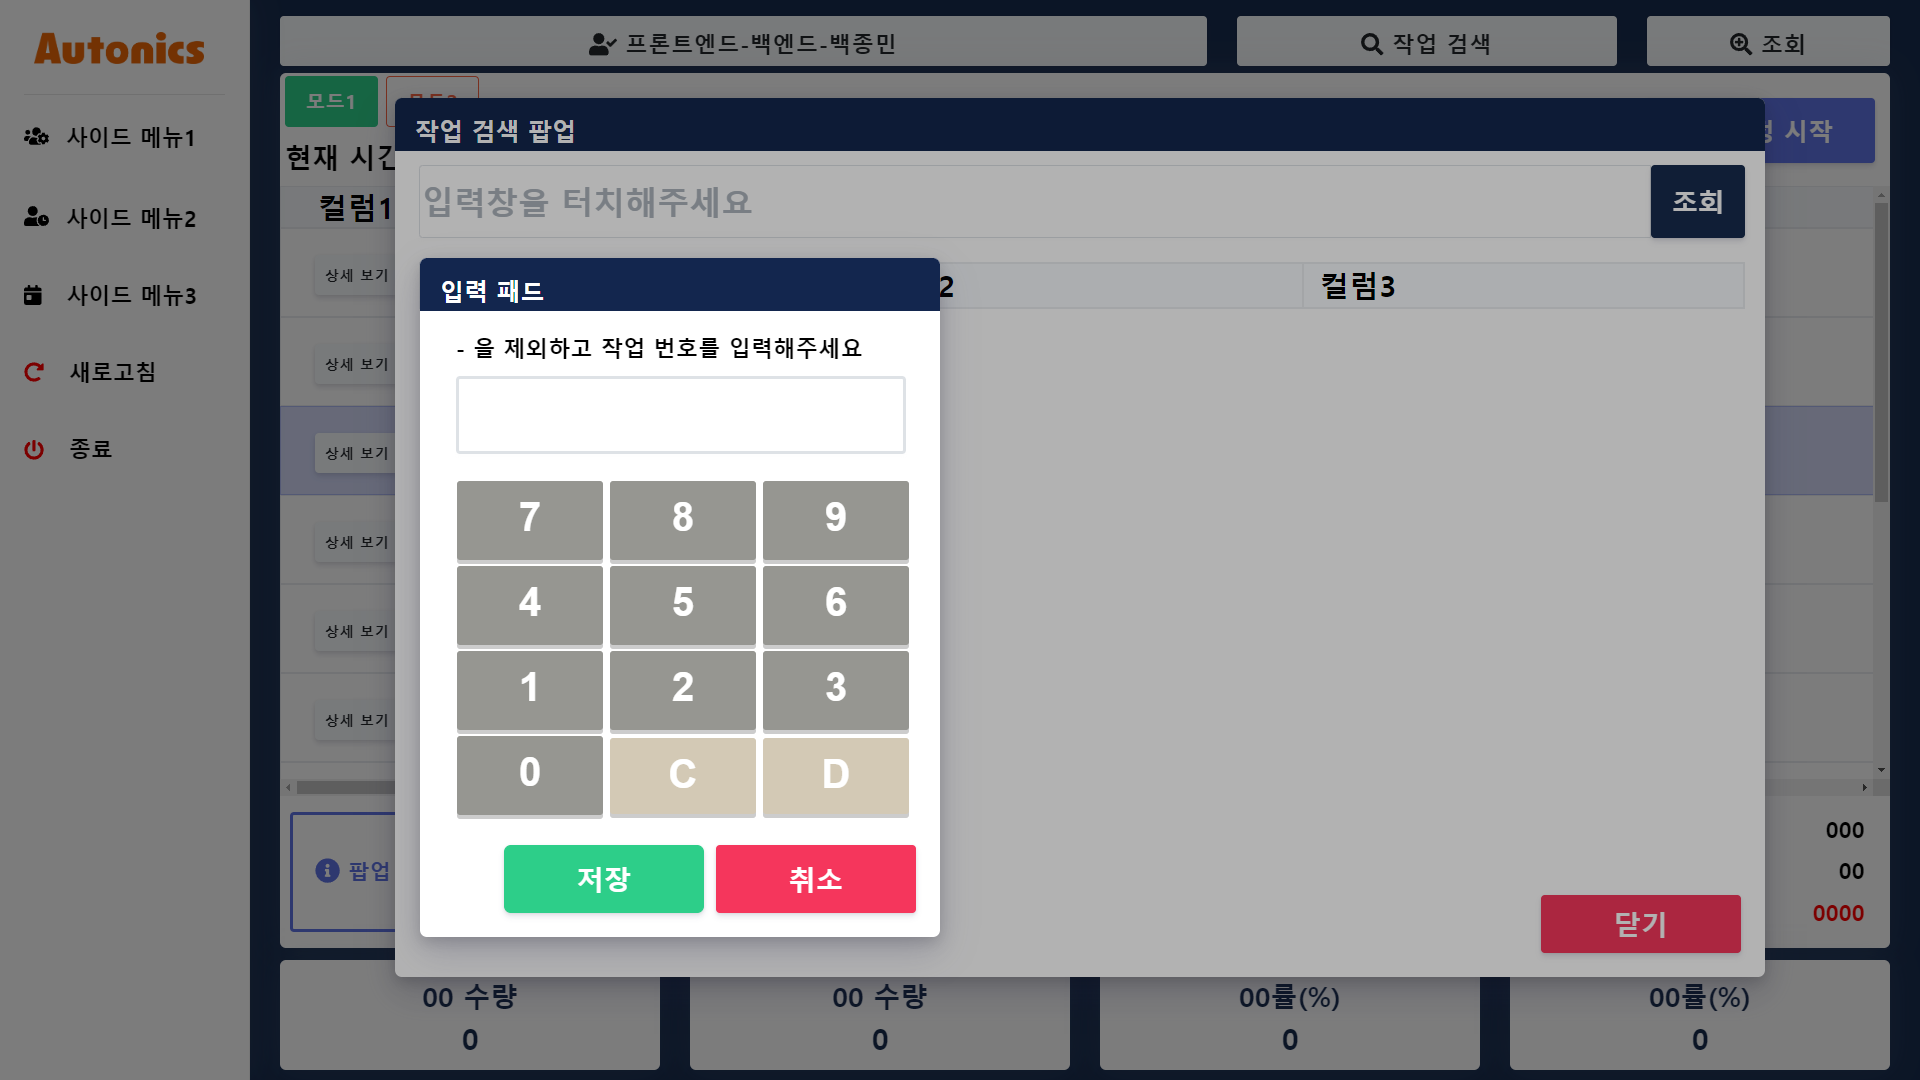 Autonics
사이드 메뉴1
사이드 메뉴2
사이드 메뉴3
새로고침
종료
프론트엔드-백엔드-백종민
작업 검색
조회
모드1
시작
현재 시간
컬럼1
상세 보기
상세 보기
상세 보기
상세 보기
상세 보기
상세 보기
팝업
000
00
0000
작업 검색 팝업
입력창을 터치해주세요
조회
2
컬럼3
닫기
입력 패드
- 을 제외하고 작업 번호를 입력해주세요
7 8 9
4 5 6
1 2 3
0 C D
저장 취소
00 수량
0
00 수량
0
00률(%)
0
00률(%)
0